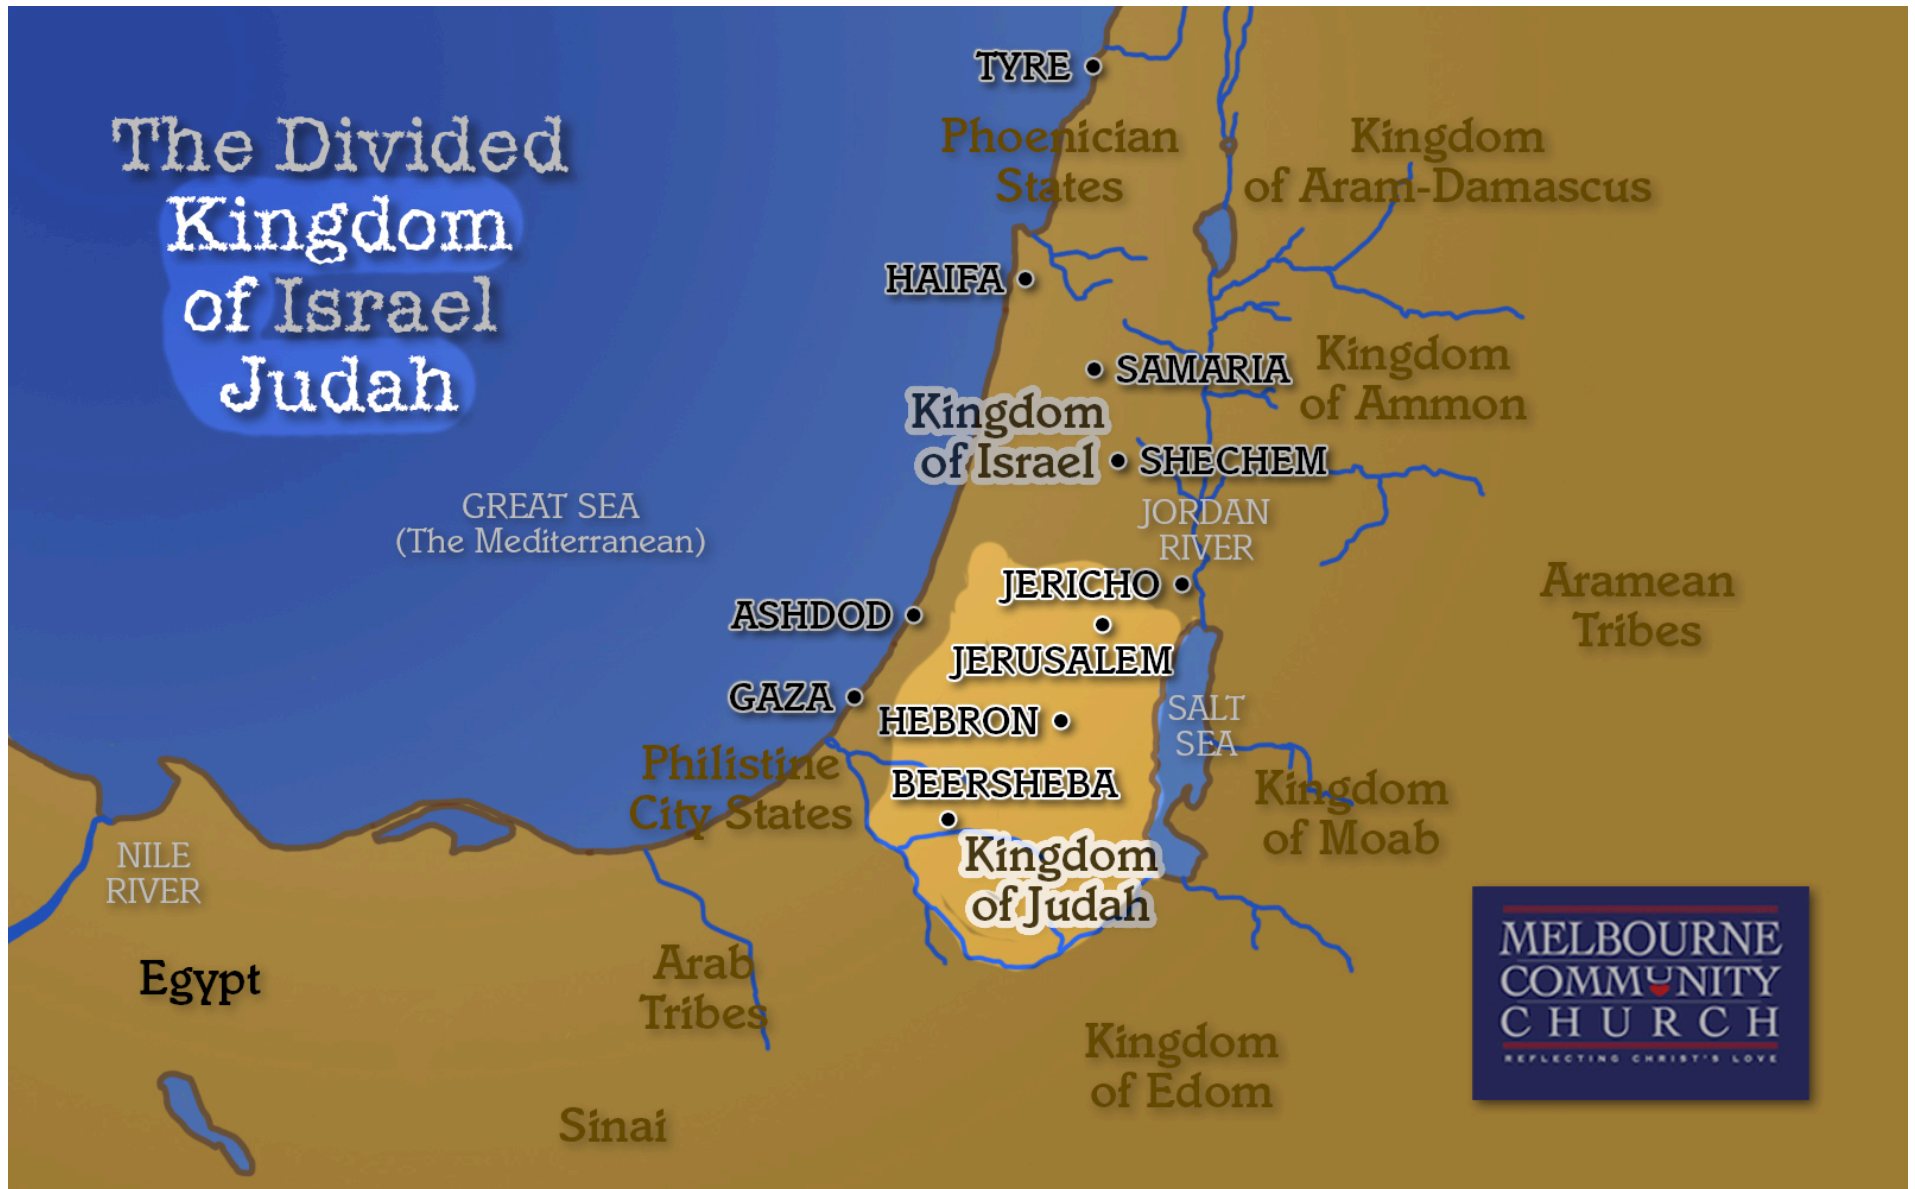 The Divided
Kingdom
of Israel
Judah
TYRE
Phoenician
States
Kingdom
of Aram-Damascus
HAIFA
SAMARIA
Kingdom
of Ammon
Kingdom
of Israel
SHECHEM
GREAT SEA
(The Mediterranean)
JORDAN
RIVER
JERICHO
Aramean
Tribes
ASHDOD
JERUSALEM
GAZA
HEBRON
SALT
SEA
Philistine
City States
BEERSHEBA
Kingdom
of Moab
NILE
RIVER
Kingdom
of Judah
Egypt
Arab
Tribes
Kingdom
of Edom
Sinai
MELBOURNE
COMMUNITY
CHURCH
REFLECTING CHRIST'S LOVE